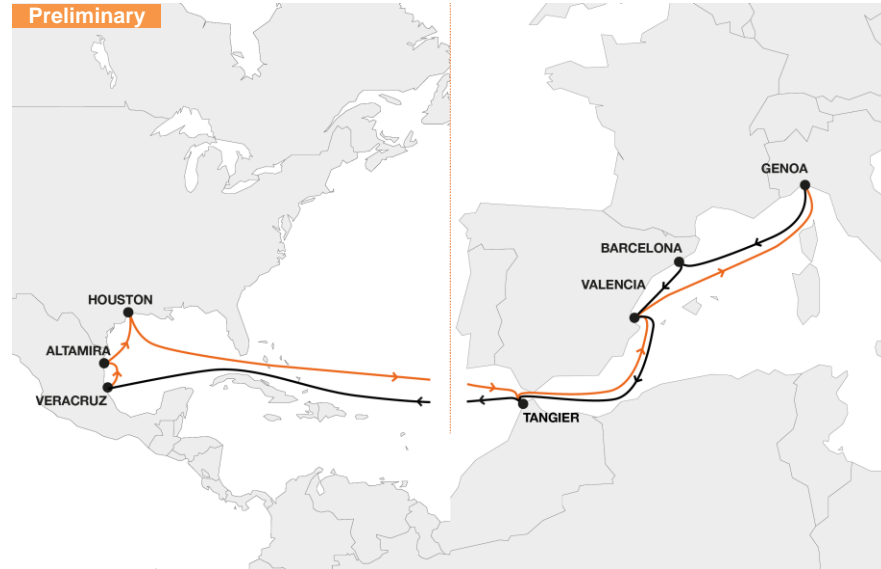 Preliminary
GENOA
BARCELONA
VALENCIA
HOUSTON
ALTAMIRA
VERACRUZ
TANGIER